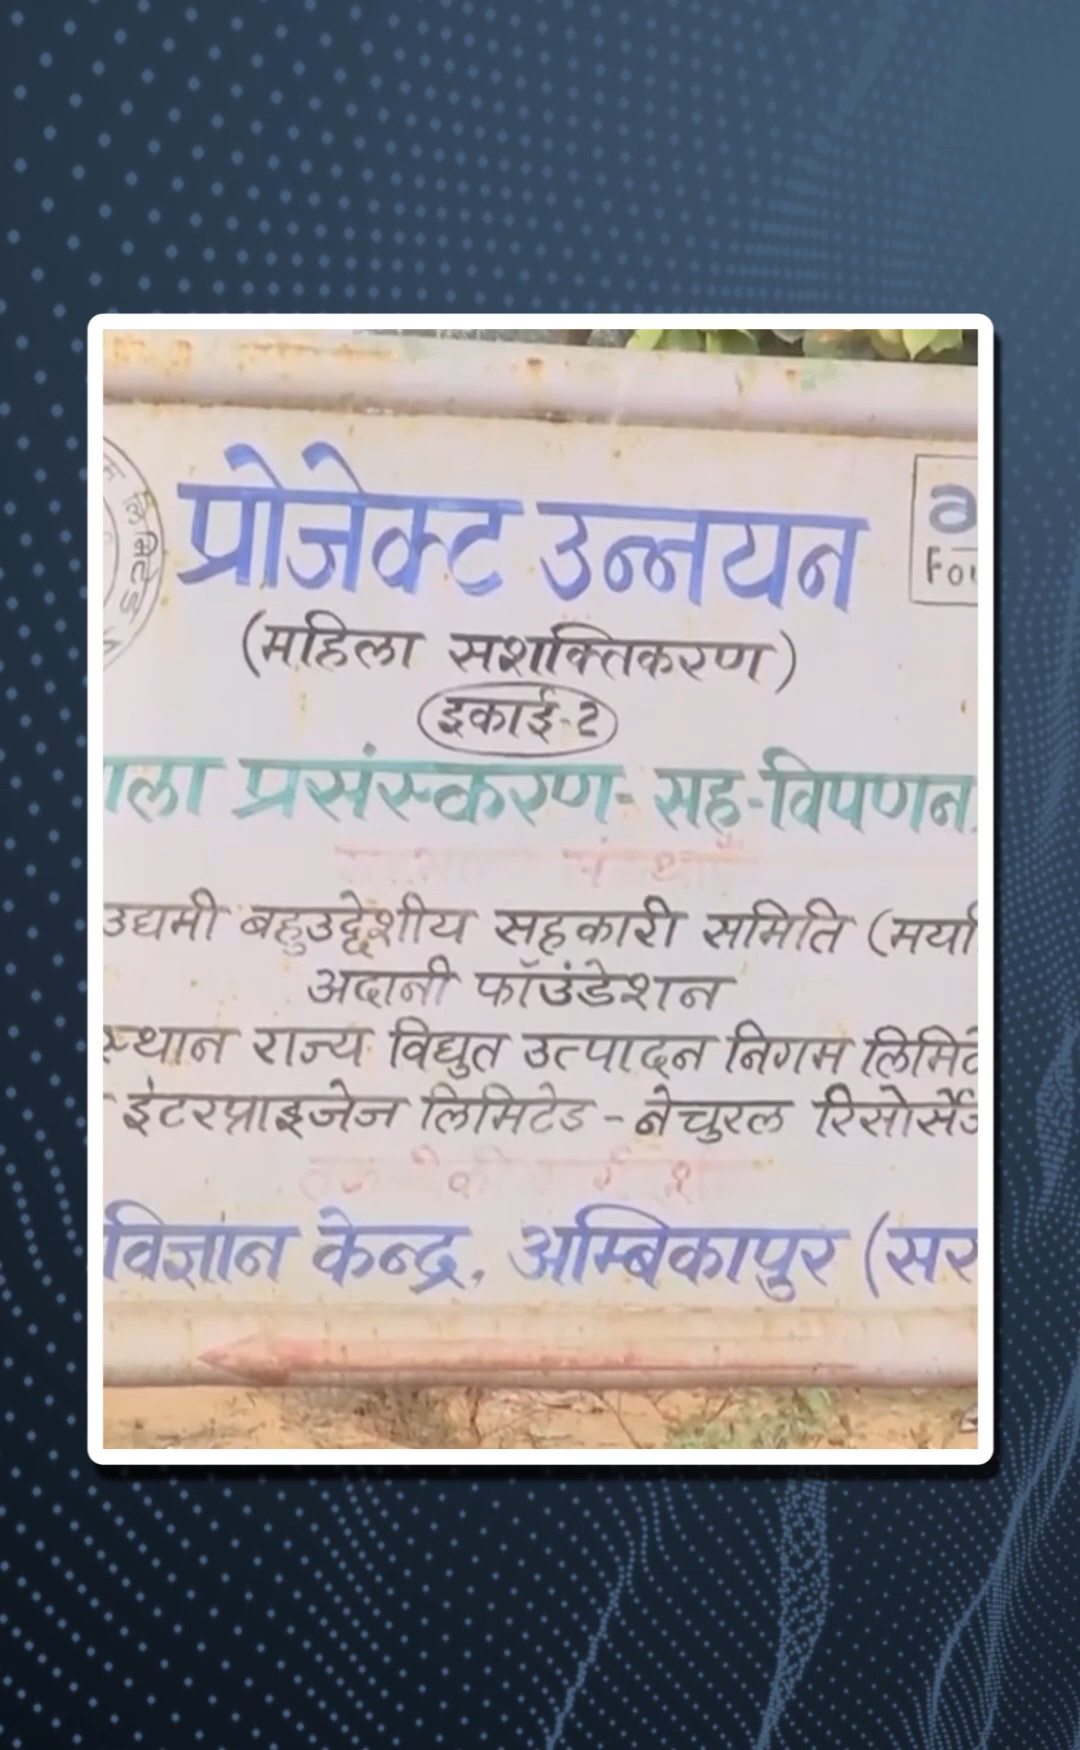 प्रोजेक्ट उन्नयन
(महिला सशक्तिकरण)
इकाई-2
प्रसंस्करण-सह-विपणन
उद्यमी बहुउद्देशीय सहकारी समिति (मर्या
अदानी फॉउंडेशन
स्थान राज्य विद्युत उत्पादन निगम लिमिटे
इंटरप्राइजेज लिमिटेड - नेचुरल रिसोर्सेज
विज्ञान केन्द्र, अम्बिकापुर (सर